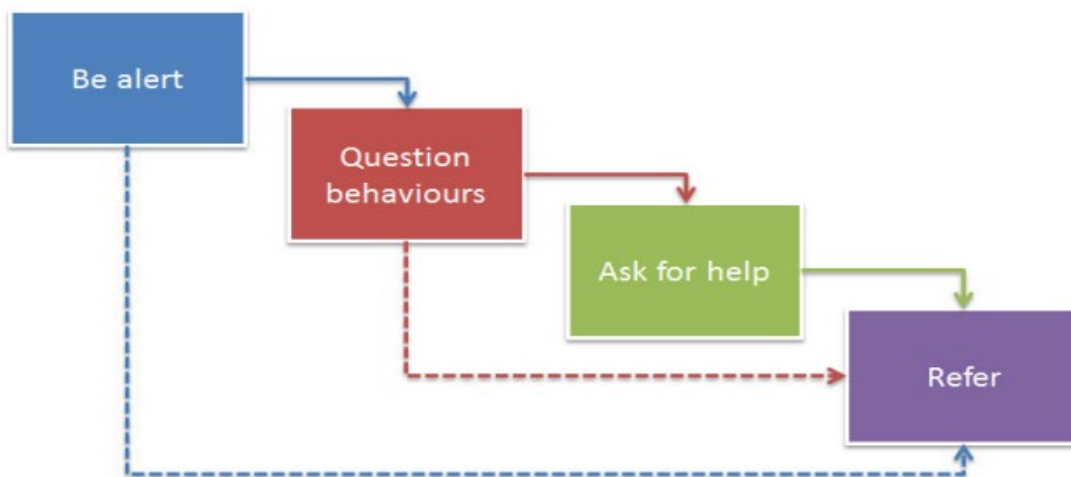 Be alert
Question
behaviours
Ask for help
Refer